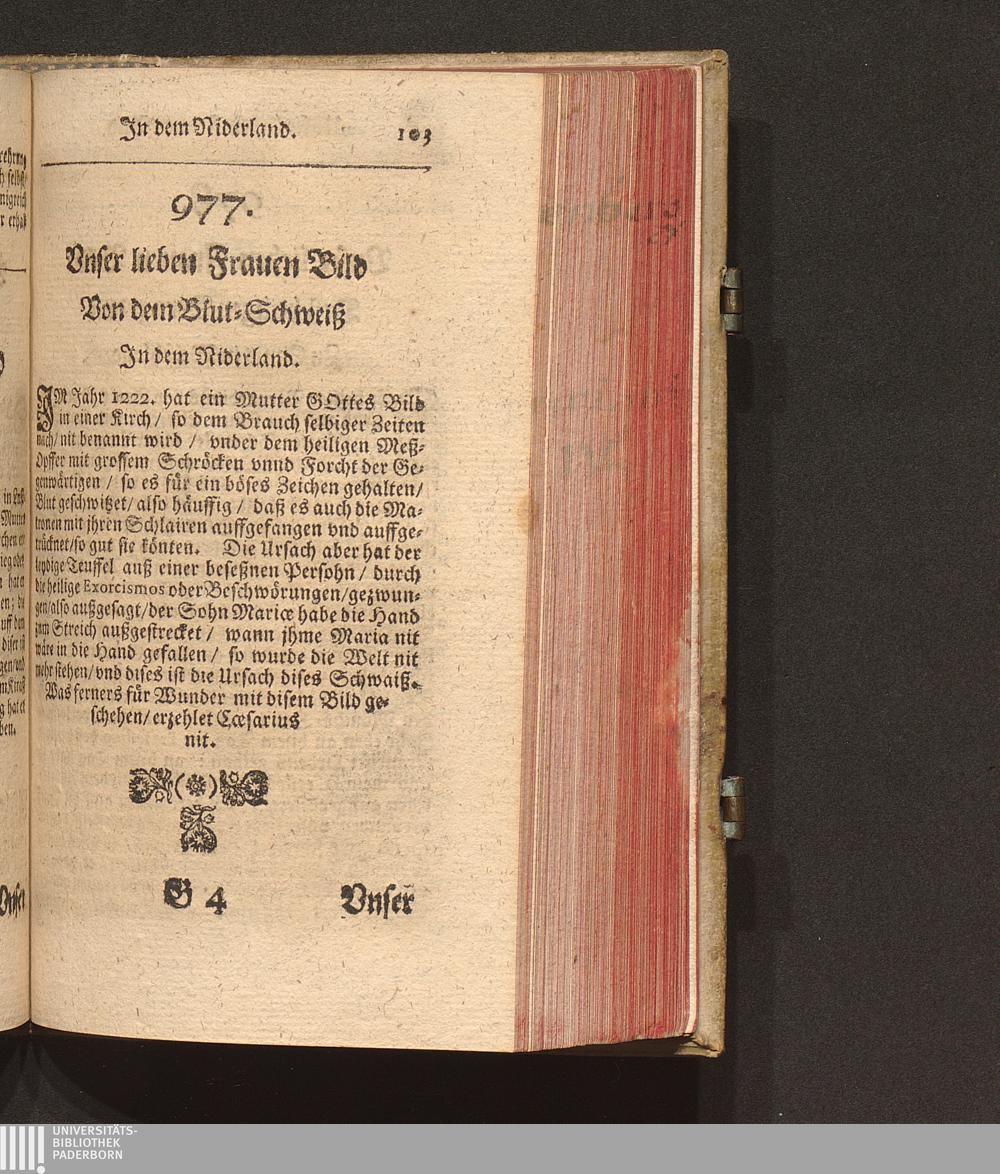 In dem Niderland. 103
977.
Vnser lieben Frauen Bild
Von dem Blut-Schweiß
In dem Niderland.
IM Jahr 1222. hat ein Mutter GOttes Bild
in einer Kirch / so dem Brauch selbiger Zeiten
nach / nit benannt wird / vnder dem heiligen Meß-
Opffer mit grossem Schröcken vnnd Forcht der Ge-
genwärtigen / so es für ein böses Zeichen gehalten /
Blut geschwitzet / also häuffig / daß es auch die Ma-
tronen mit jhren Schlairen auffgefangen vnd auffge-
trücknet / so gut sie könten. Die Ursach aber hat der
leydige Teuffel auß einer beseßnen Persohn / durch
die heilige Exorcismos oder Beschwörungen / gezwun-
gen / also außgesagt / der Sohn Mariæ habe die Hand
zum Streich außgestrecket / wann jhme Maria nit
wäre in die Hand gefallen / so wurde die Welt nit
mehr stehen / vnd dises ist die Ursach dises Schwaiß.
Was ferners für Wunder mit disem Bild ge-
schehen / erzehlet Cæsarius
nit.
G 4 Vnser
UNIVERSITÄTS-
BIBLIOTHEK
PADERBORN